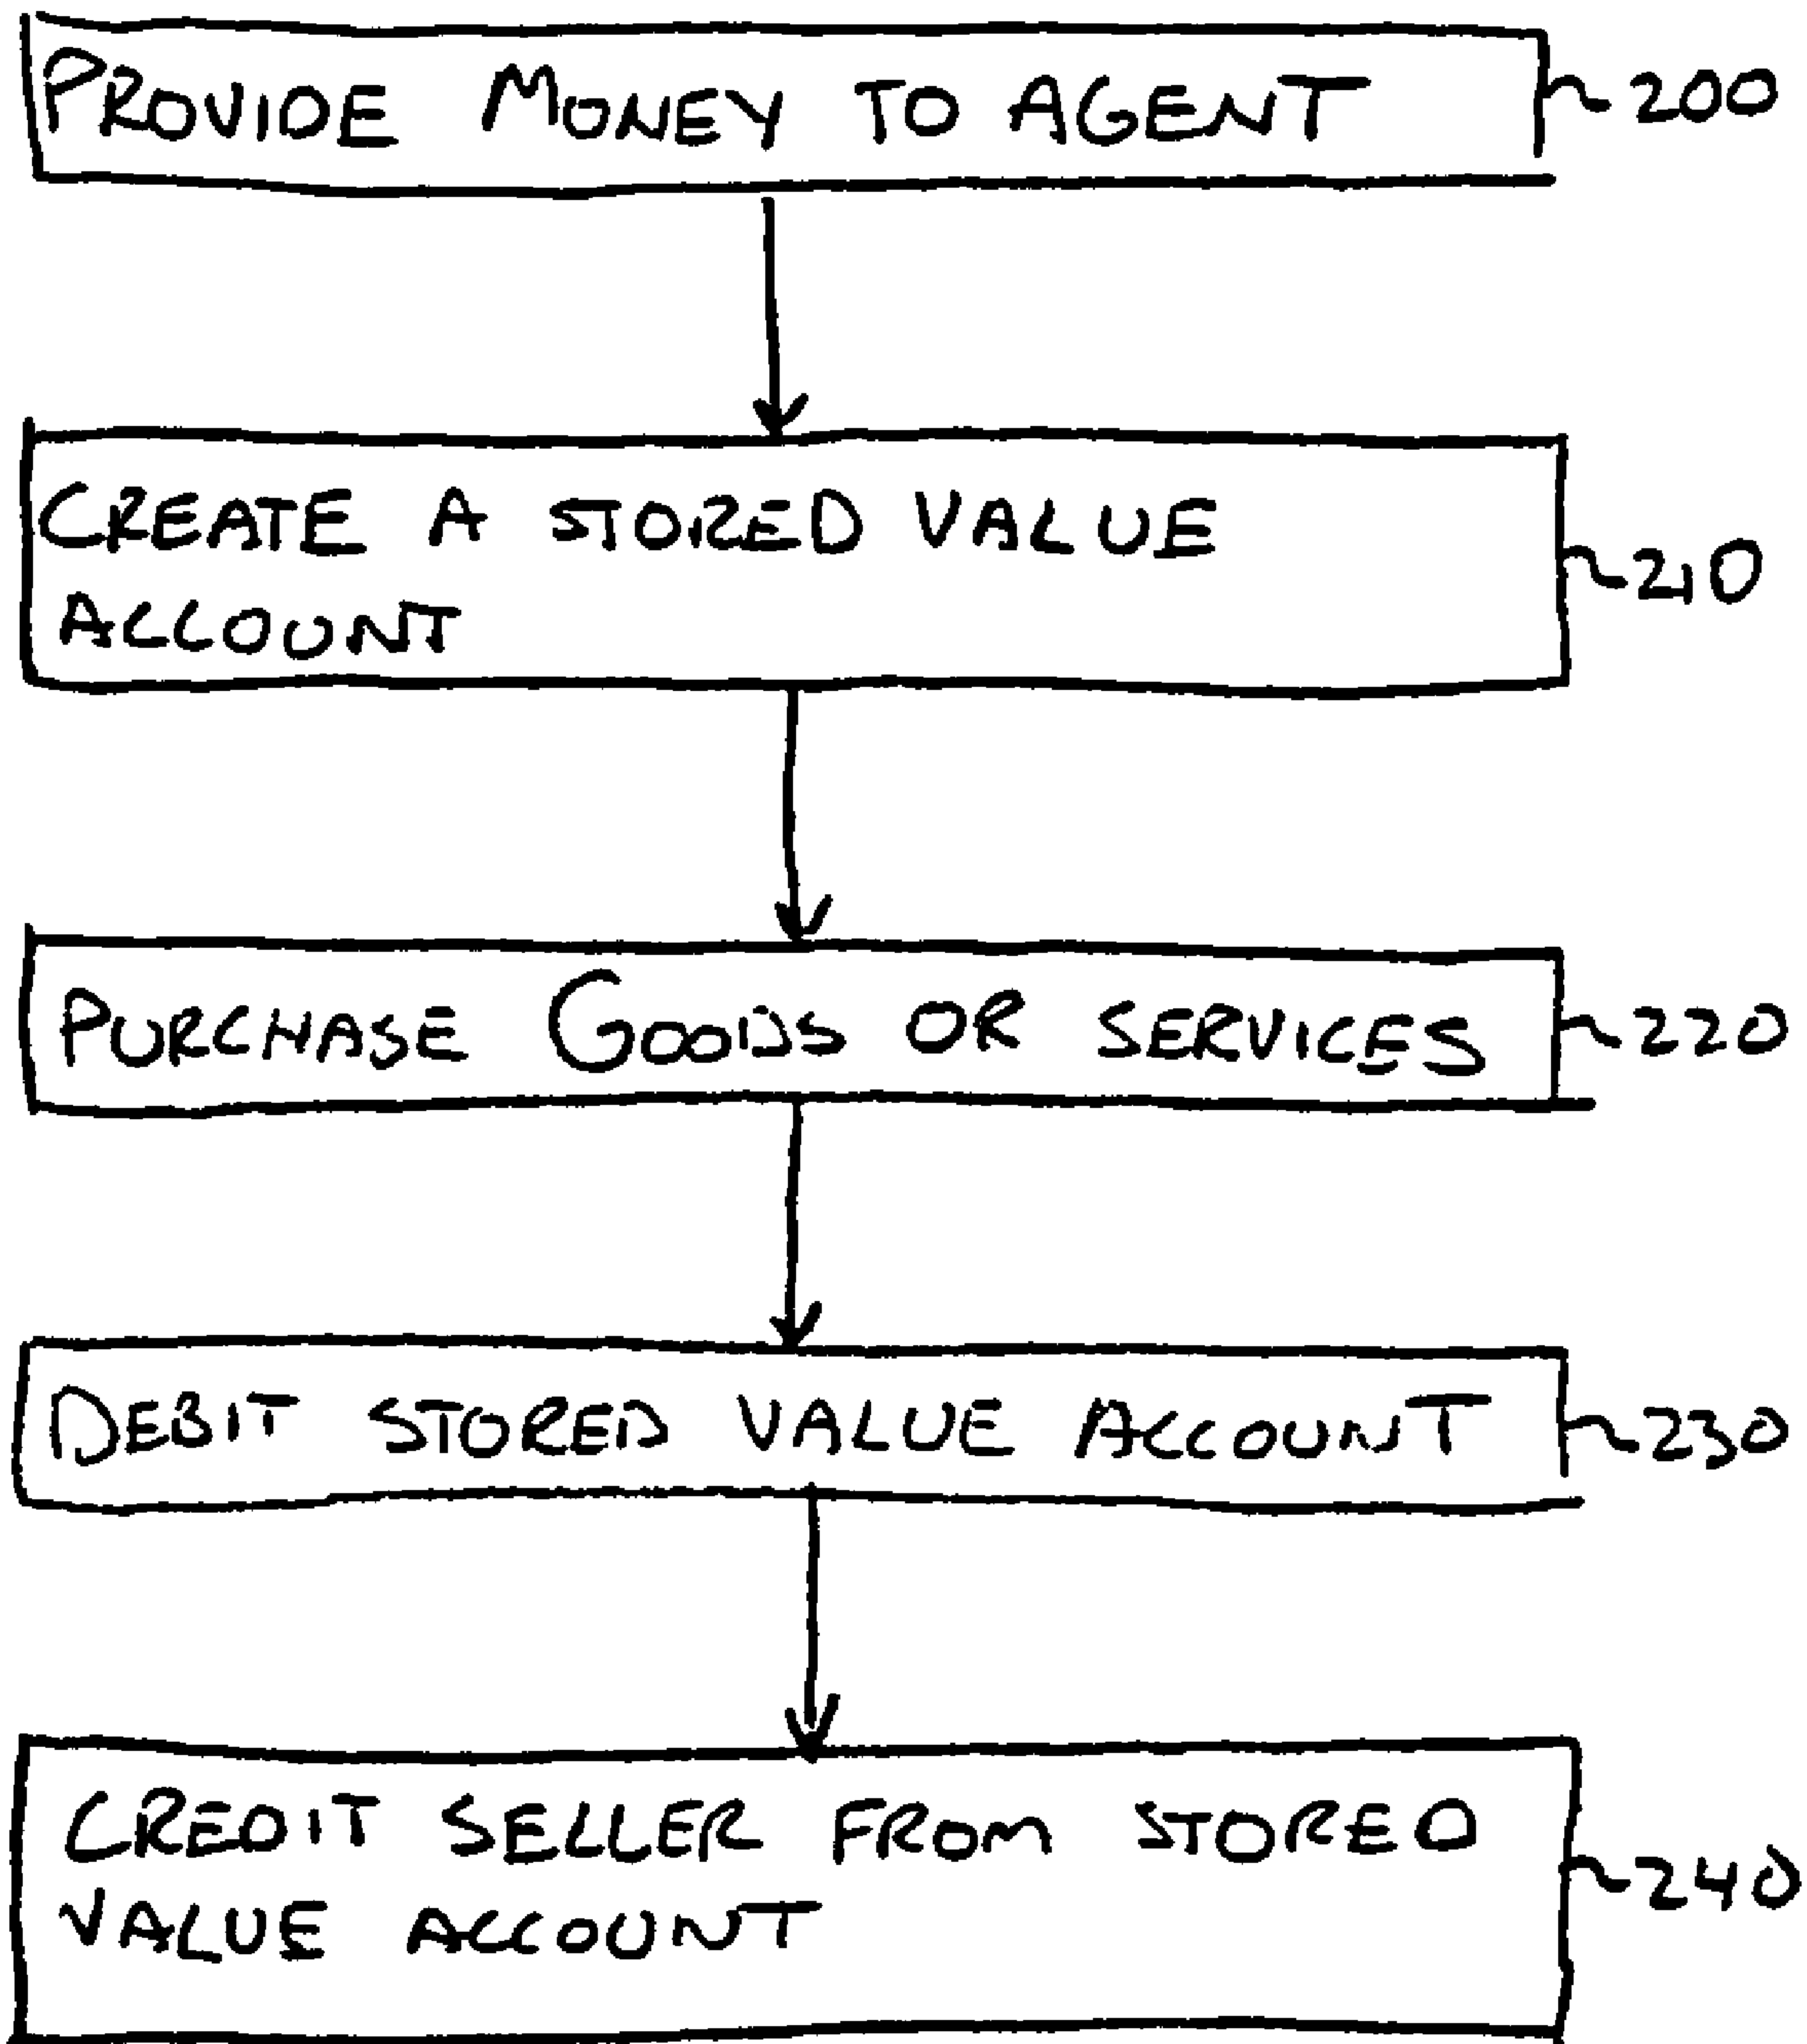 PROVIDE MONEY TO AGENT 200
CREATE A STORED VALUE
ACCOUNT
210
PURCHASE GOODS OR SERVICES 220
DEBIT STORED VALUE ACCOUNT 230
CREDIT SELLER FROM STORED
VALUE ACCOUNT
240